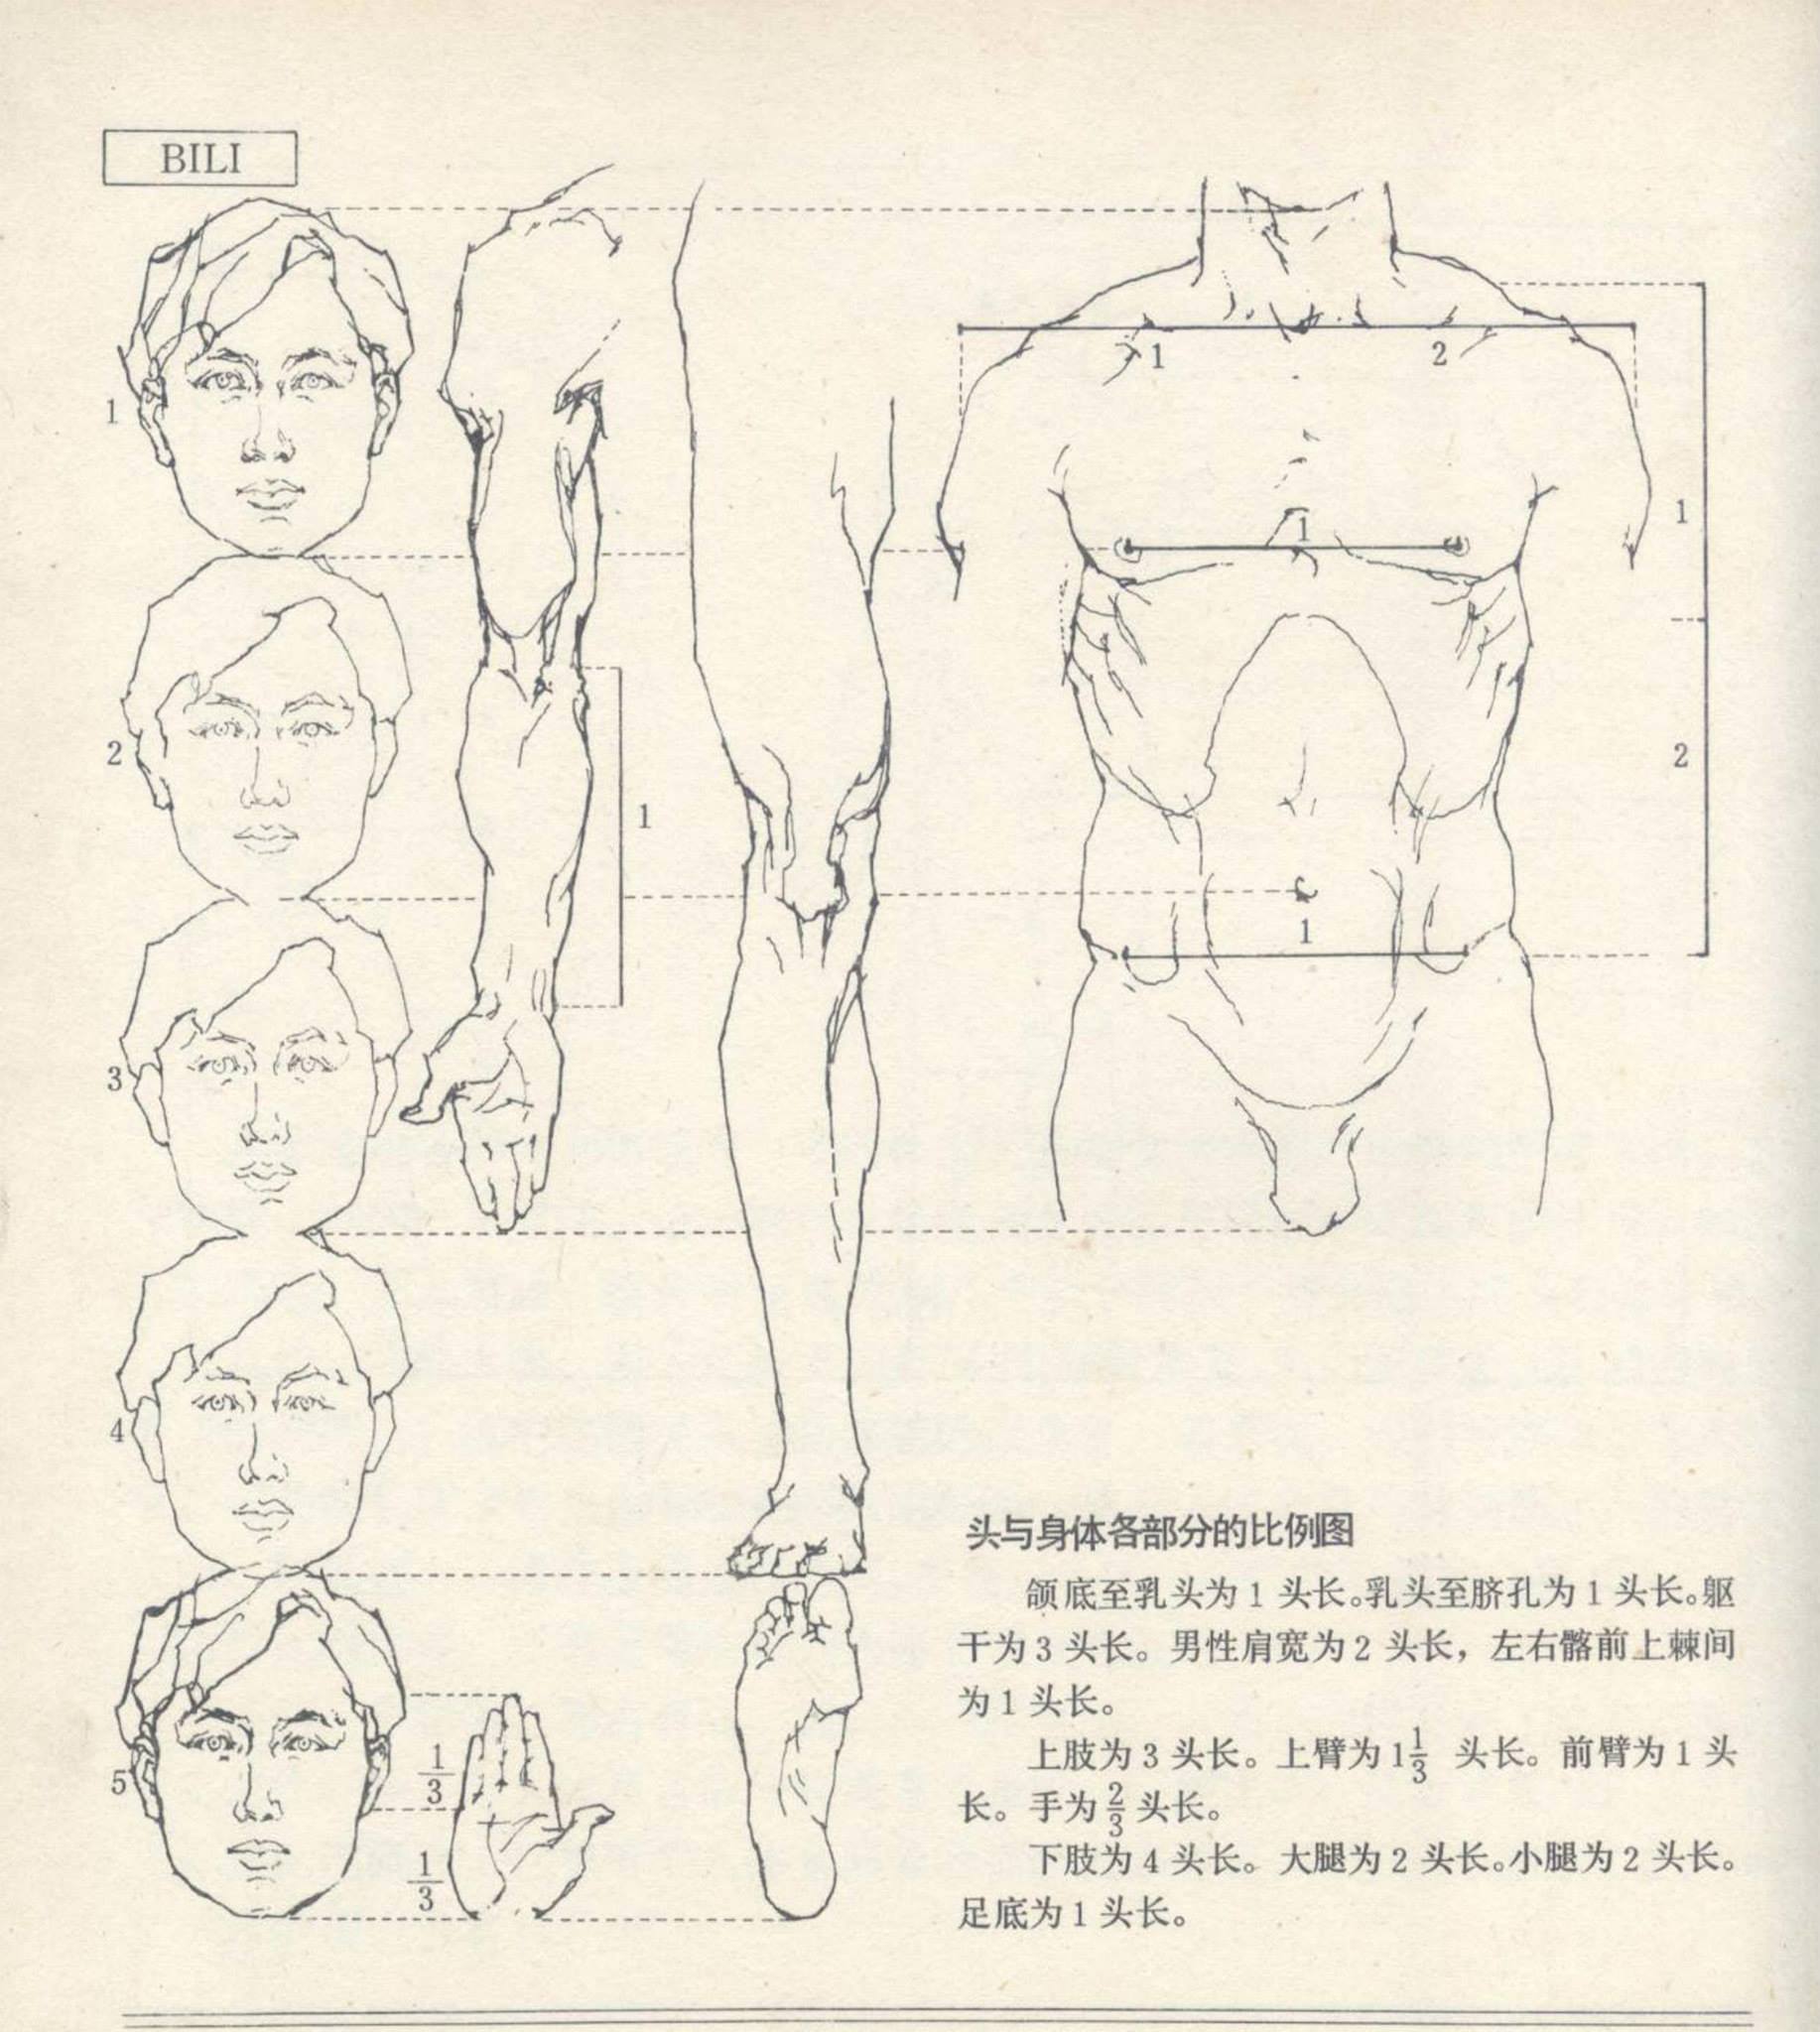 BILI
1
2
3
4
5
1
1
2
1
1
1
2
1/3
1/3
头与身体各部分的比例图
颌底至乳头为1头长。乳头至脐孔为1头长。躯
干为3头长。男性肩宽为2头长，左右髂前上棘间
为1头长。
上肢为3头长。上臂为1 1/3 头长。前臂为1头
长。手为2/3头长。
下肢为4头长。大腿为2头长。小腿为2头长。
足底为1头长。